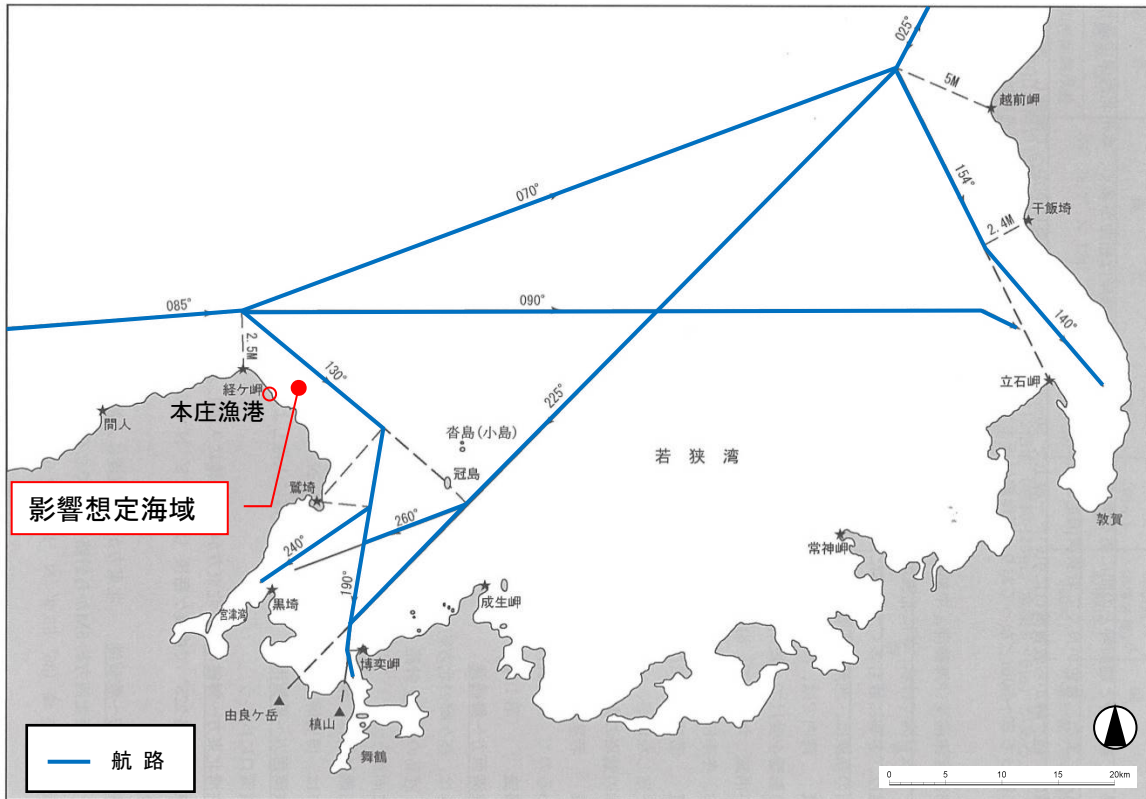 025°
5M
越前岬
154°
070°
干飯埼
2.4M
085°
090°
140°
2.5M
130°
経ケ岬
立石岬
225°
本庄漁港
間人
沓島(小島)
若狭湾
冠島
影響想定海域
鷲埼
敦賀
260°
240°
常神岬
190°
黒埼
成生岬
宮津湾
博奕岬
由良ケ岳
槙山
舞鶴
航路
0 5 10 15 20km